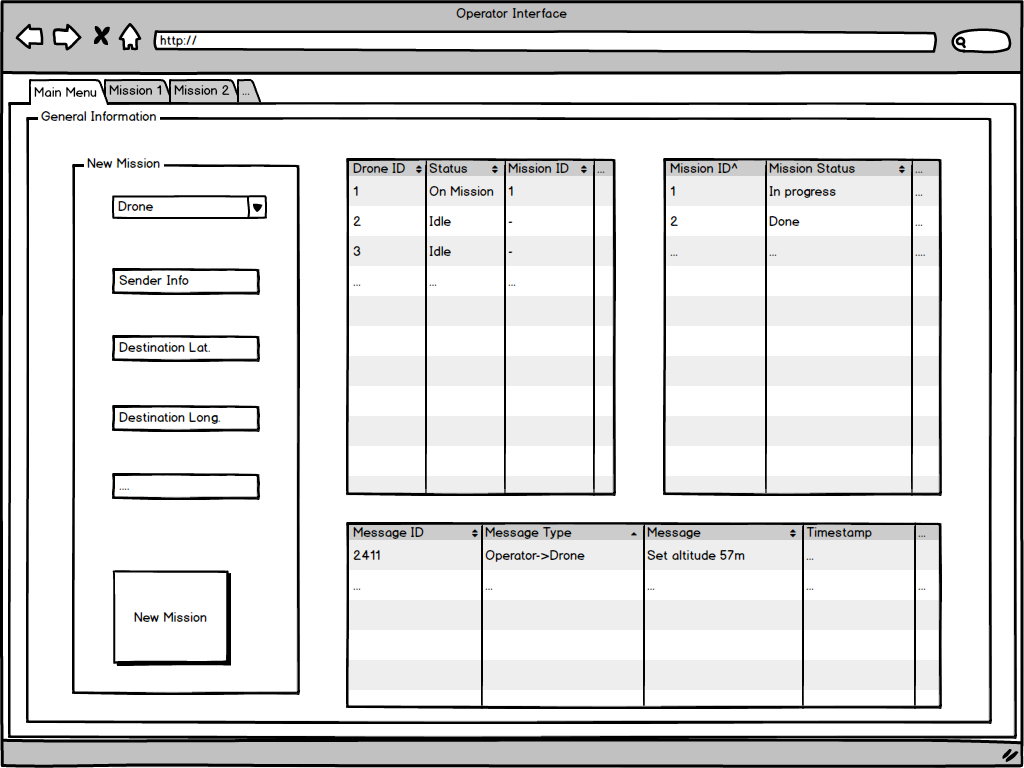 Operator Interface
http://
Main Menu Mission 1 Mission 2 ...
General Information
New Mission
Drone
Sender Info
Destination Lat.
Destination Long.
....
New Mission
Drone ID Status Mission ID ...
1 On Mission 1
2 Idle -
3 Idle -
... ... ...
Mission ID^ Mission Status ...
1 In progress ...
2 Done ...
... ... ....
Message ID Message Type Message Timestamp ...
2411 Operator->Drone Set altitude 57m ...
... ... ... ... ...